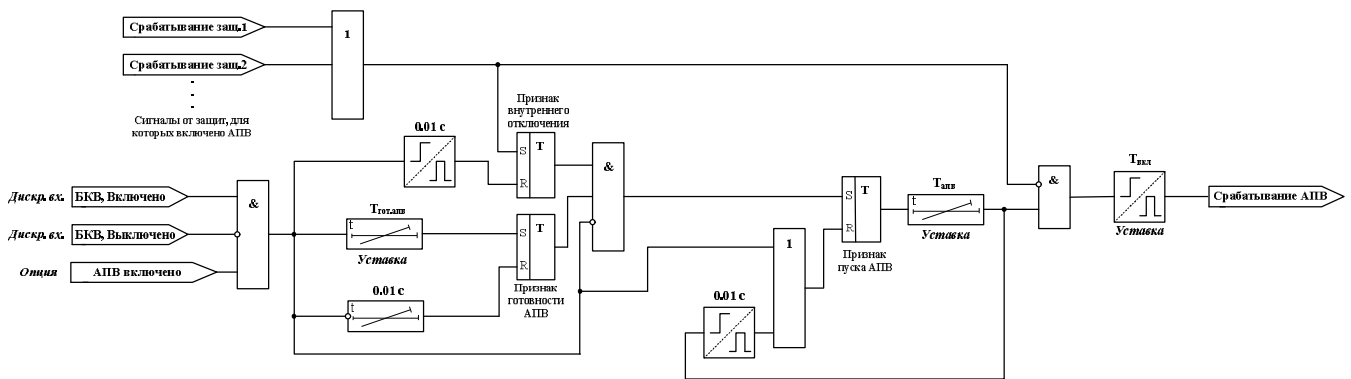 Срабатывание защ.1
1
Срабатывание защ.2
Сигналы от защит, для
которых включено АПВ
Признак
внутреннего
отключения
0.01 с
S
T
R
&
Дискр. вх.
БКВ, Включено
&
Дискр. вх.
БКВ, Выключено
Опция
АПВ включено
Tгот.апв
t
Уставка
S
T
R
Признак
готовности
АПВ
0.01 с
t
1
0.01 с
S
T
R
Признак
пуска АПВ
Tапв
t
Уставка
&
Tвкл
Уставка
Срабатывание АПВ